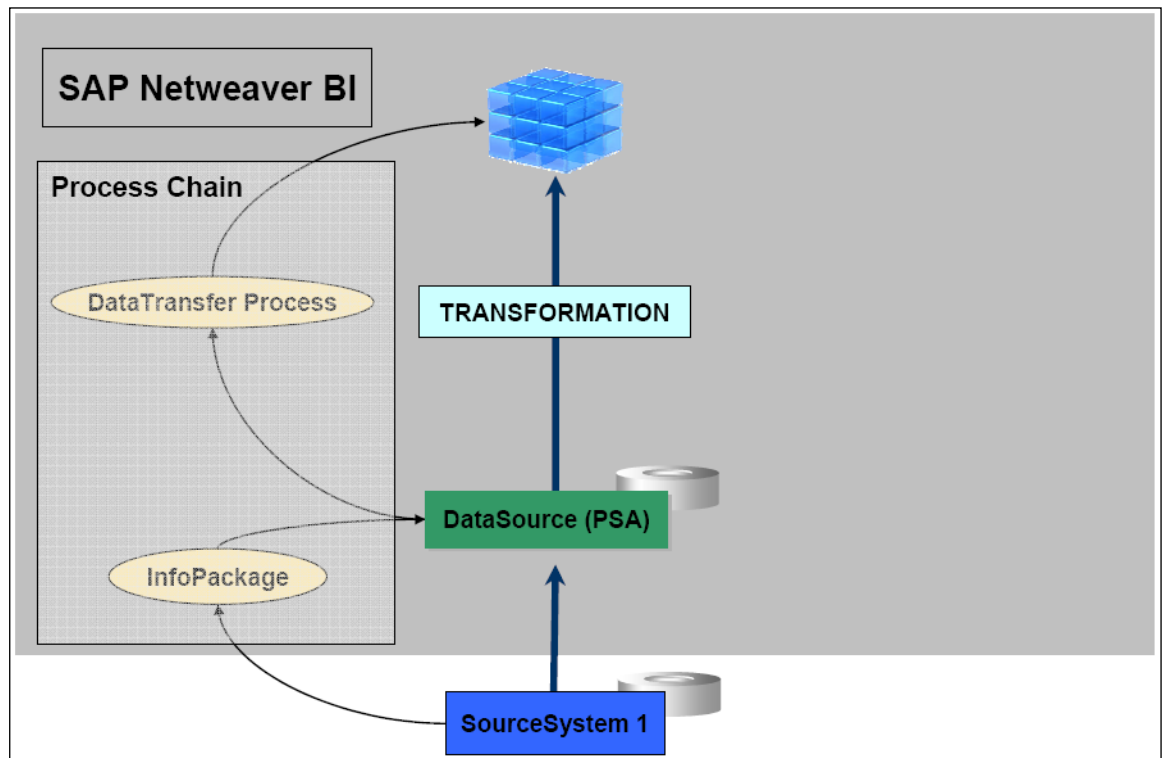 SAP Netweaver BI
Process Chain
DataTransfer Process
TRANSFORMATION
DataSource (PSA)
InfoPackage
SourceSystem 1